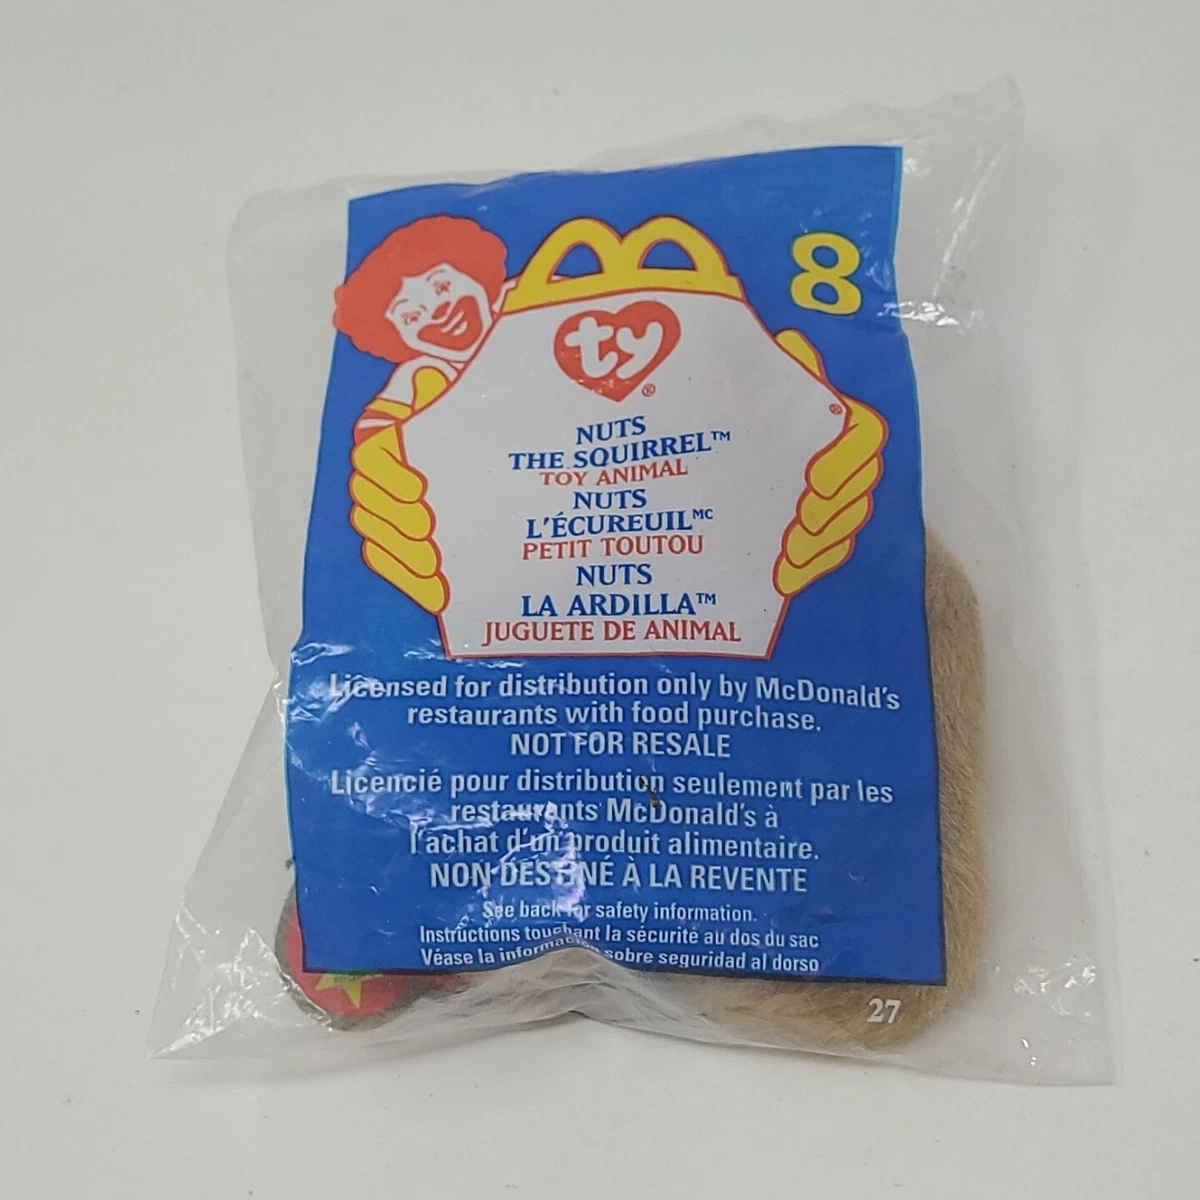 8
ty®
®
NUTS
THE SQUIRREL™
TOY ANIMAL
NUTS
L'ÉCUREUILᴹᶜ
PETIT TOUTOU
NUTS
LA ARDILLA™
JUGUETE DE ANIMAL
Licensed for distribution only by McDonald's
restaurants with food purchase.
NOT FOR RESALE
Licencié pour distribution seulement par les
restaurants McDonald's à
l'achat d'un produit alimentaire.
NON DESTINÉ À LA REVENTE
See back for safety information.
Instructions touchant la sécurité au dos du sac
Véase la información sobre seguridad al dorso
27